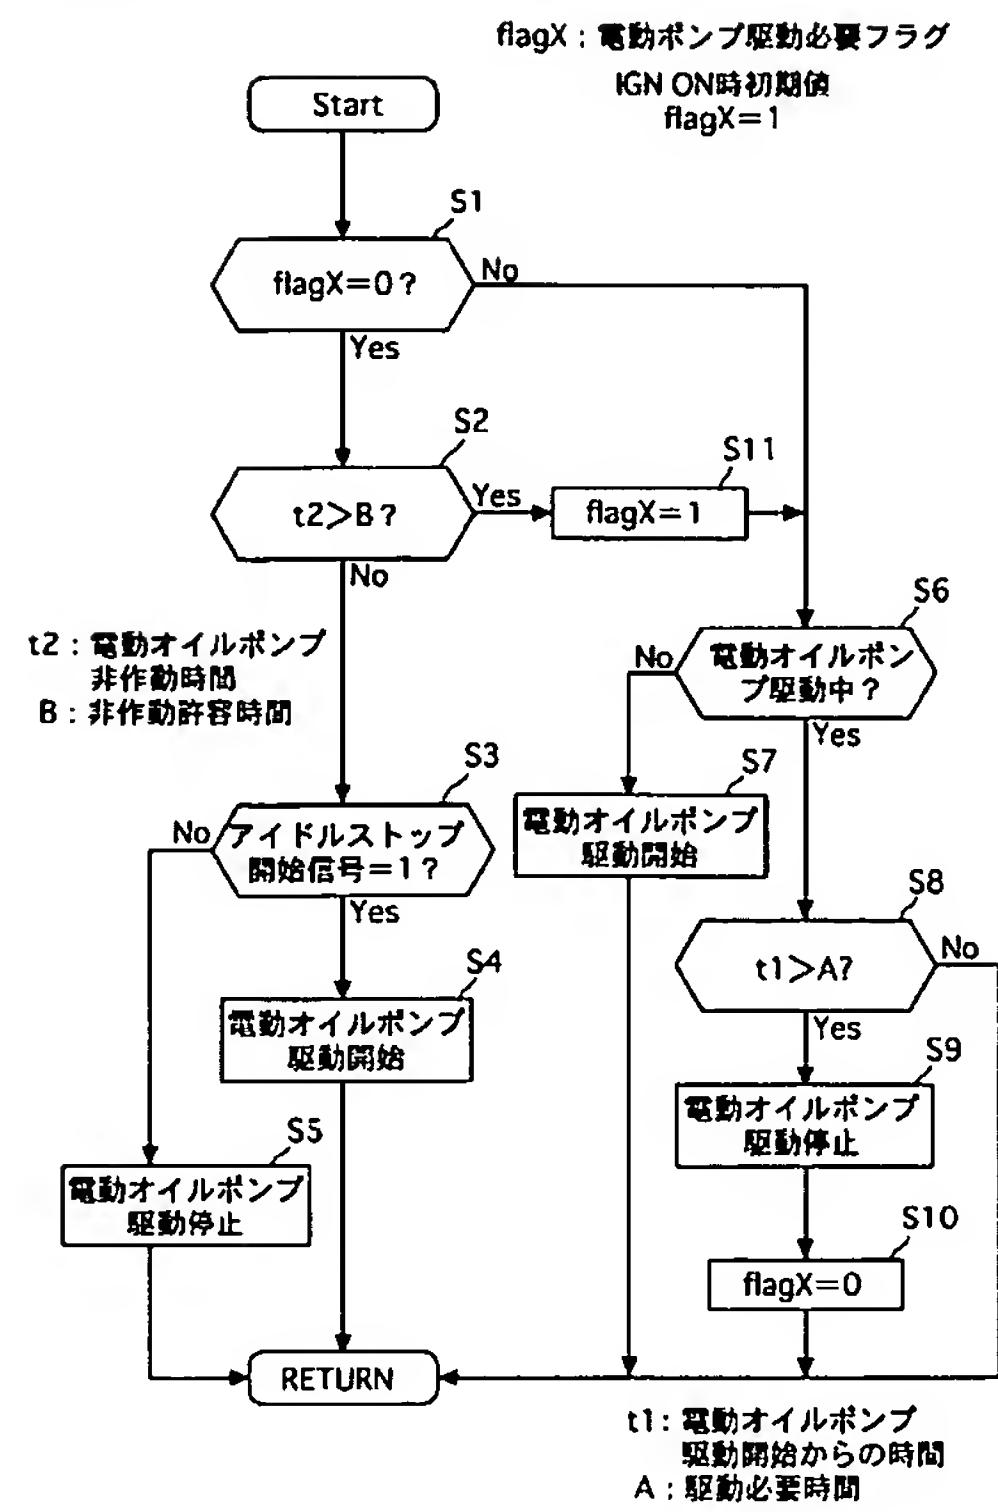 flagX：電動ポンプ駆動必要フラグ
IGN ON時初期値
flagX＝1
Start
S1
flagX＝0？
No
Yes
S2
t2＞B？
Yes
No
S11
flagX＝1
t2：電動オイルポンプ
非作動時間
B：非作動許容時間
S6
電動オイルポン
プ駆動中？
No
Yes
S7
電動オイルポンプ
駆動開始
S3
アイドルストップ
開始信号＝1？
No
Yes
S8
t1＞A?
No
Yes
S4
電動オイルポンプ
駆動開始
S9
電動オイルポンプ
駆動停止
S5
電動オイルポンプ
駆動停止
S10
flagX＝0
RETURN
t1：電動オイルポンプ
駆動開始からの時間
A：駆動必要時間